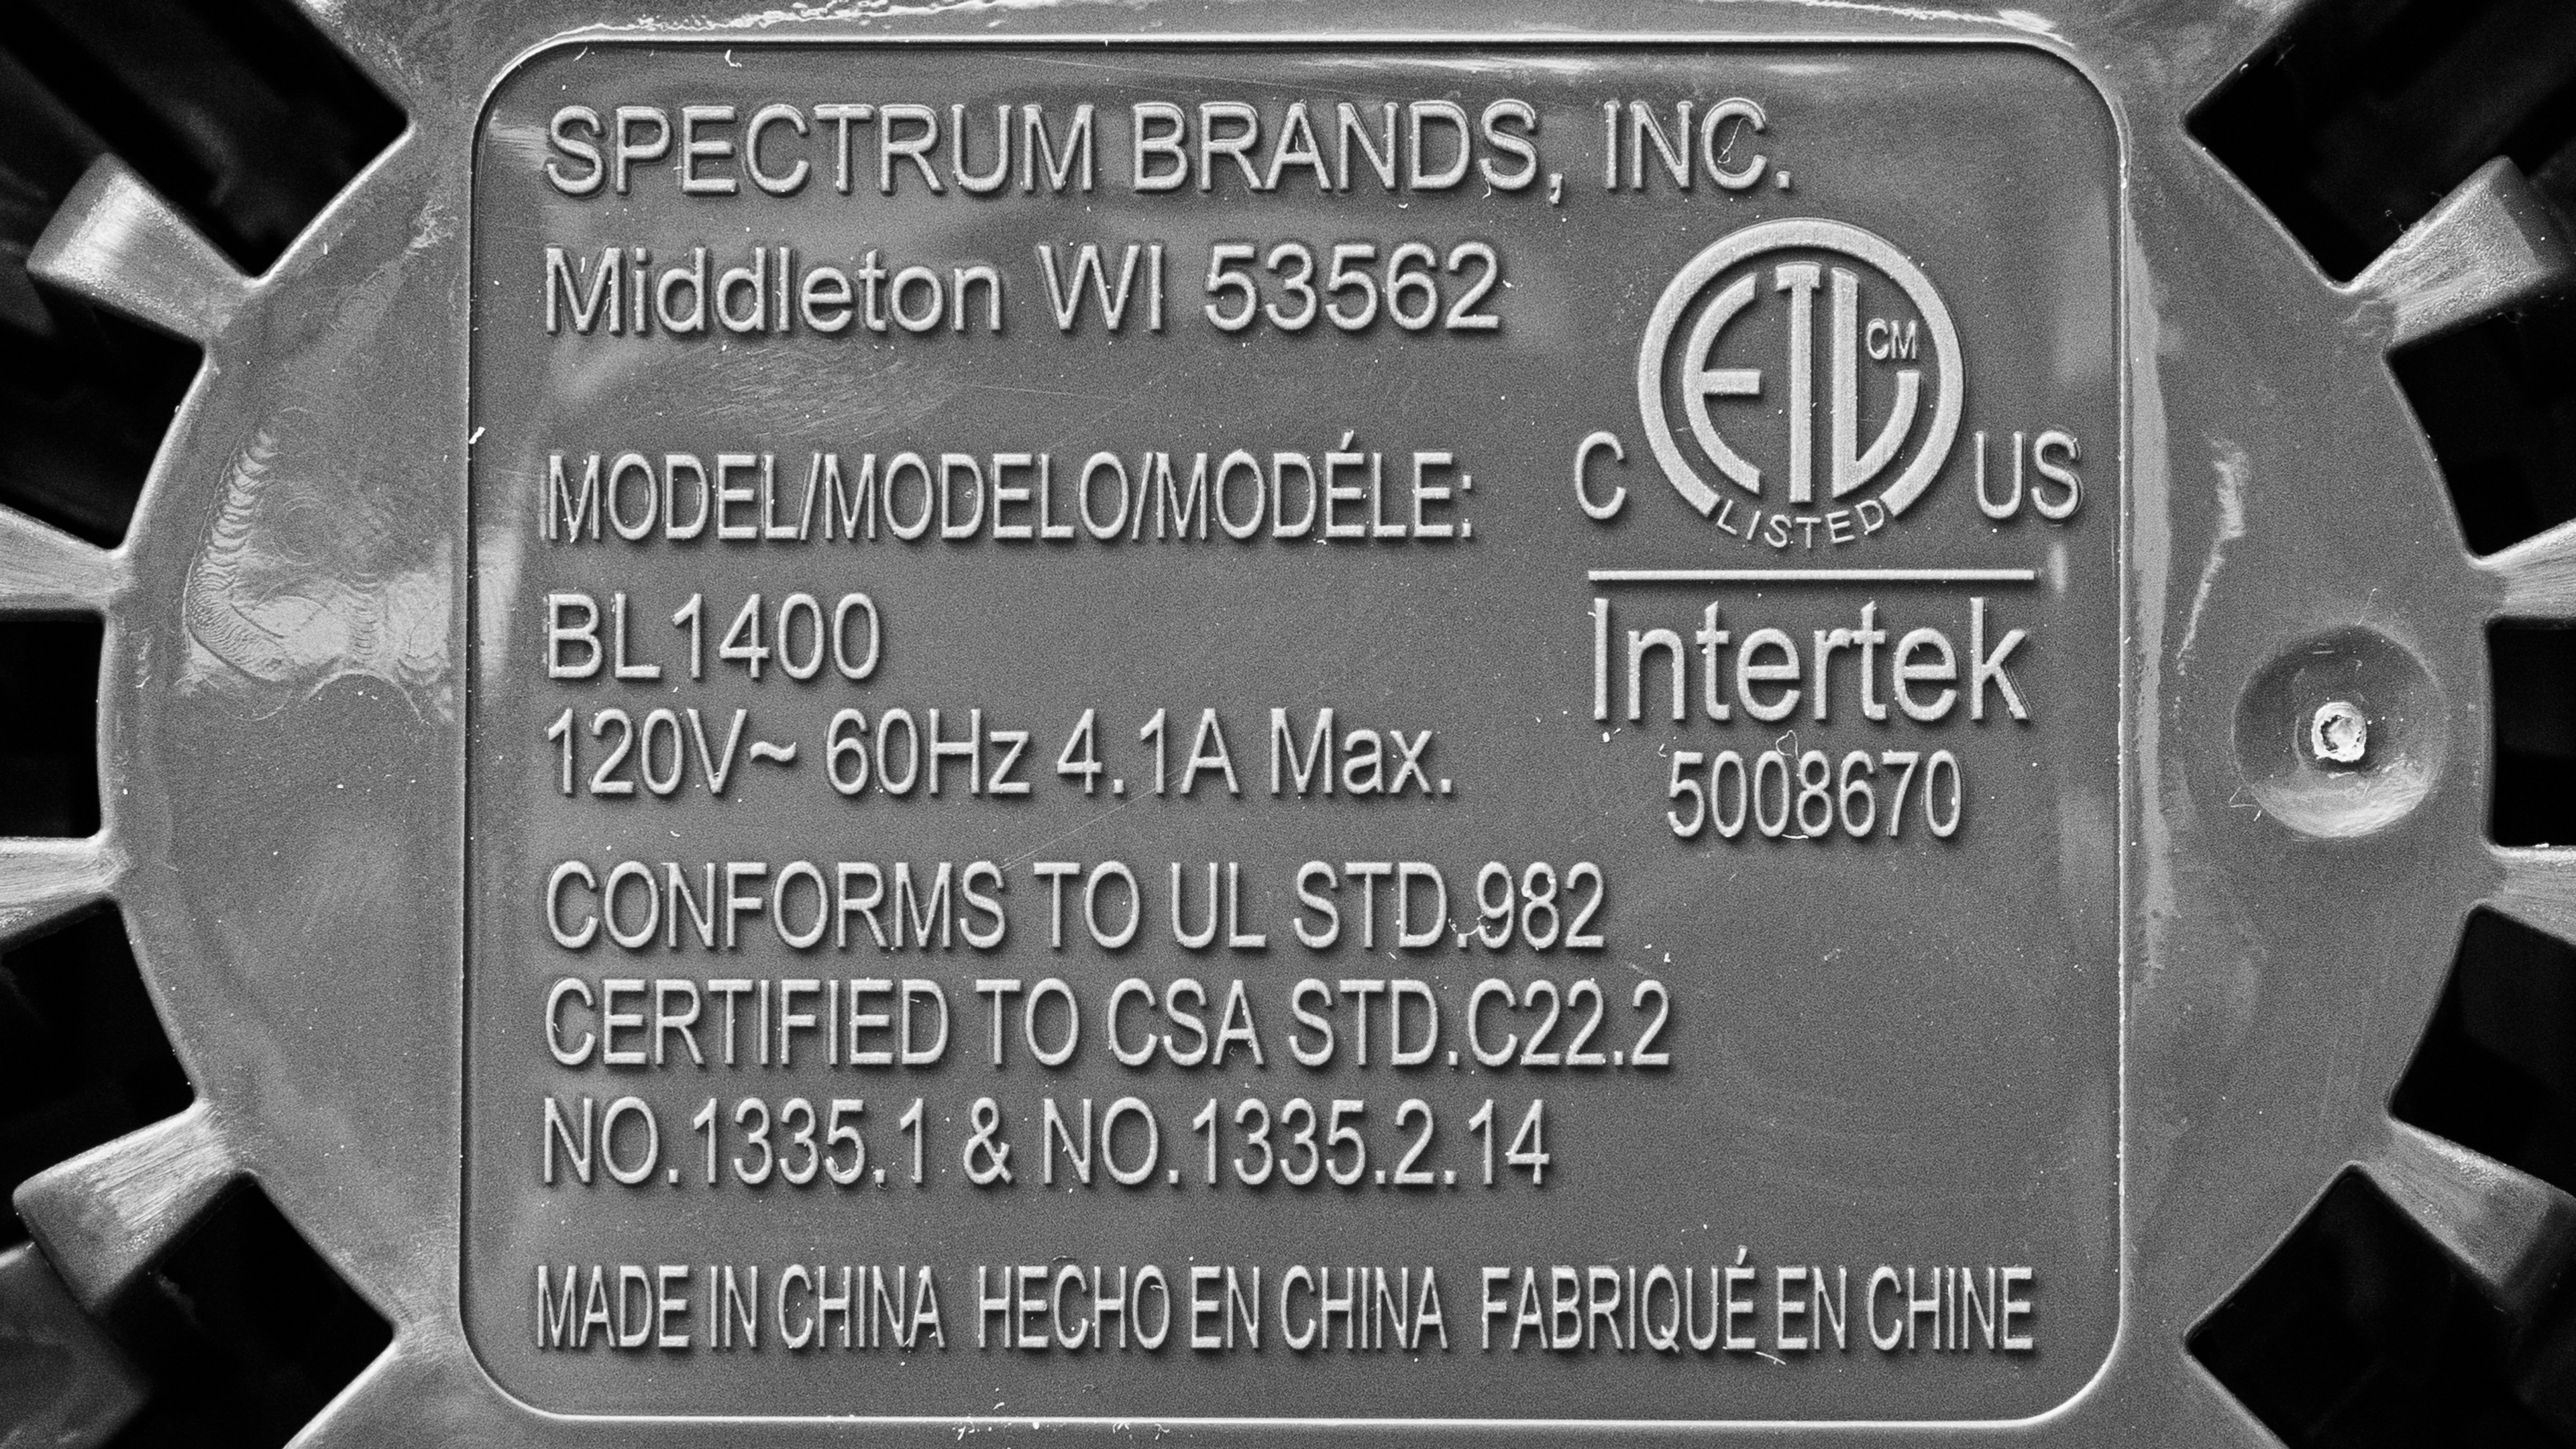 SPECTRUM BRANDS, INC.
Middleton WI 53562
MODEL/MODELO/MODÉLE:
BL1400
120V~ 60Hz 4.1A Max.
C ETL CM US
LISTED
Intertek
5008670
CONFORMS TO UL STD.982
CERTIFIED TO CSA STD.C22.2
NO.1335.1 & NO.1335.2.14
MADE IN CHINA HECHO EN CHINA FABRIQUÉ EN CHINE